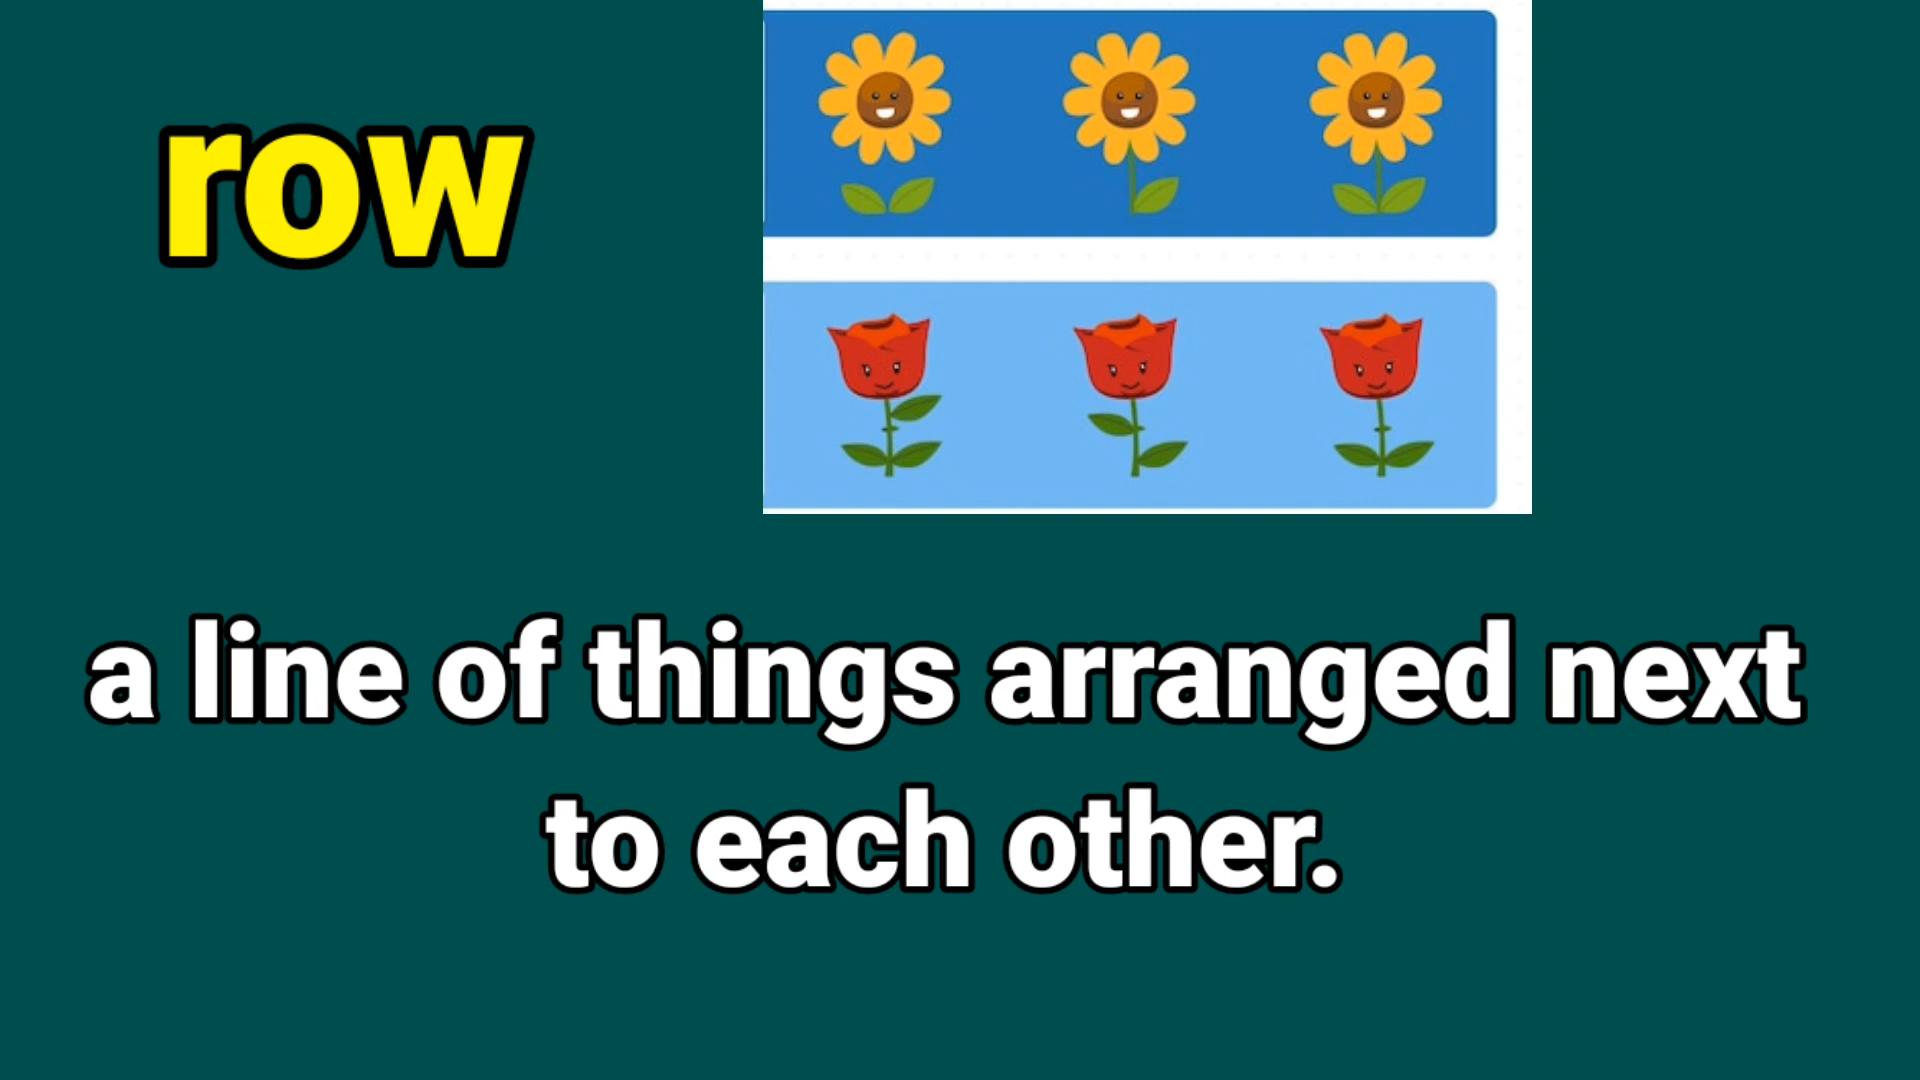 row
a line of things arranged next
to each other.